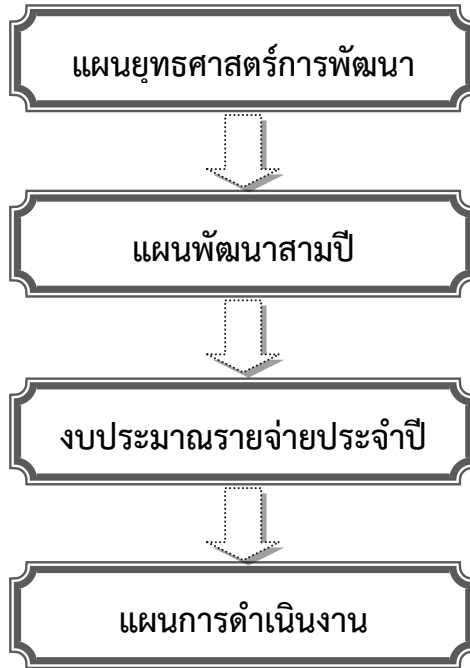 แผนยุทธศาสตร์การพัฒนา
แผนพัฒนาสามปี
งบประมาณรายจ่ายประจำปี
แผนการดำเนินงาน